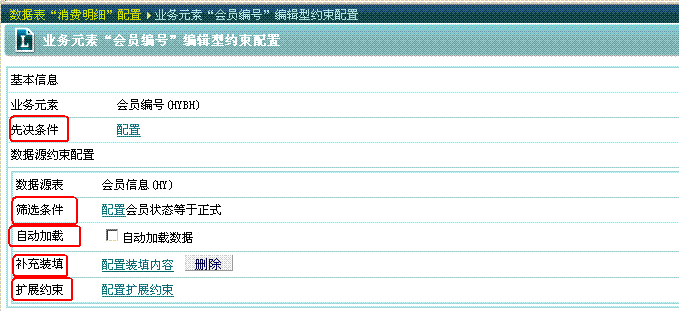 数据表“消费明细”配置 业务元素“会员编号”编辑型约束配置
L 业务元素“会员编号”编辑型约束配置
基本信息
业务元素 会员编号(HYBH)
先决条件 配置
数据源约束配置
数据源表 会员信息(HY)
筛选条件 配置会员状态等于正式
自动加载 自动加载数据
补充装填 配置装填内容 删除
扩展约束 配置扩展约束